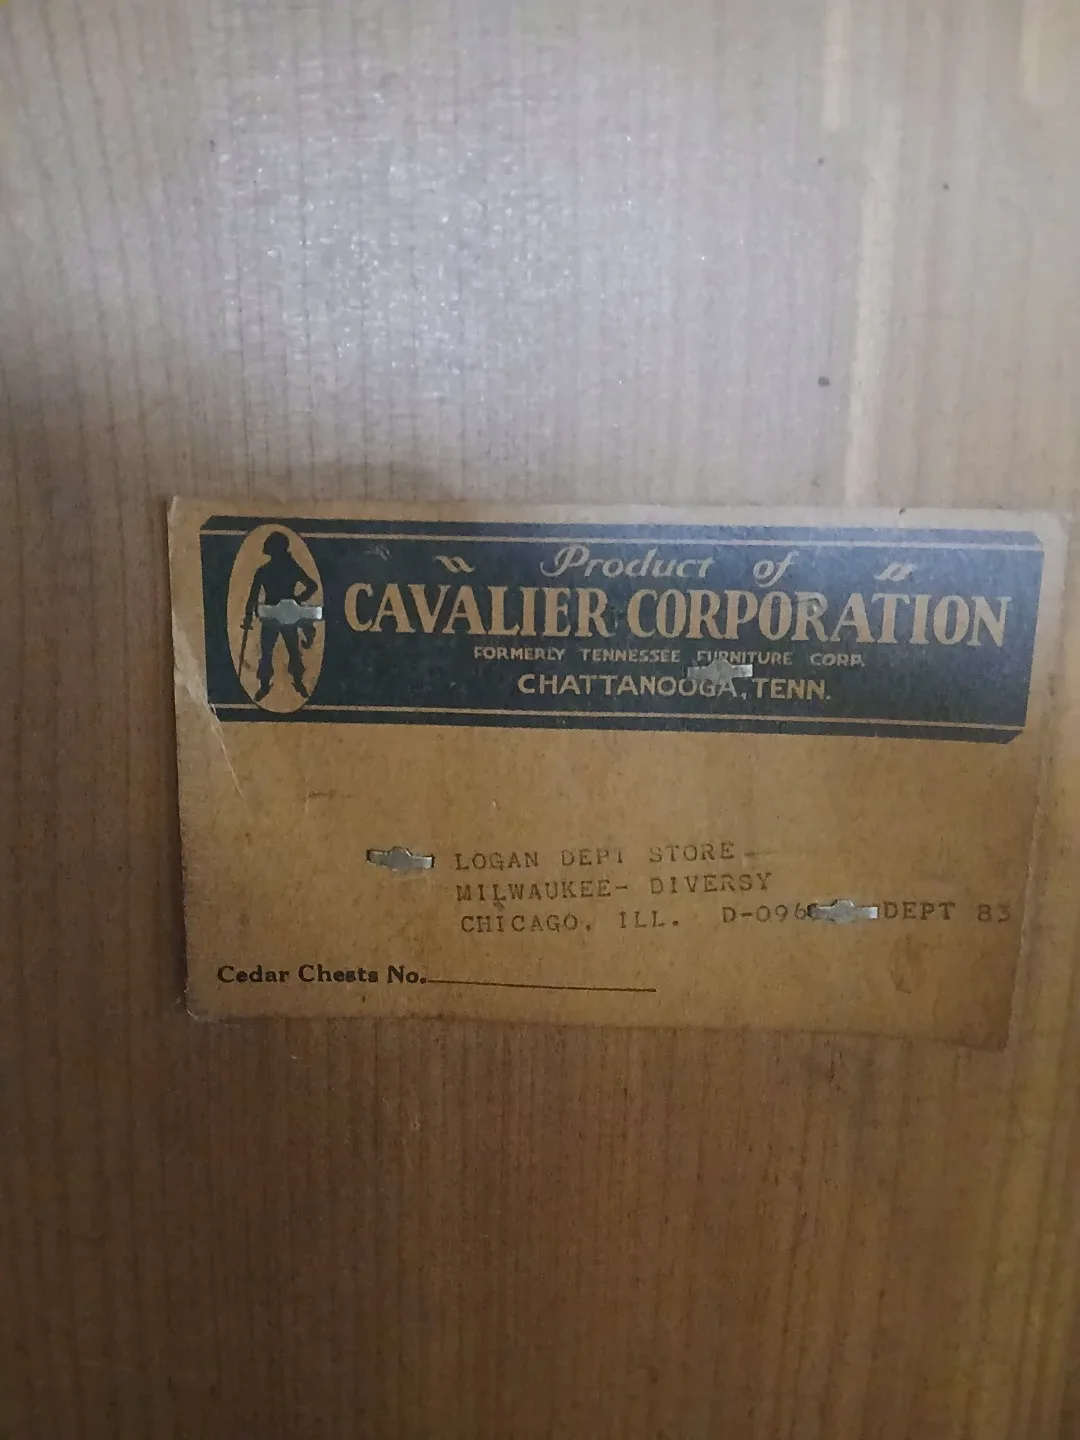 Product of
CAVALIER CORPORATION
FORMERLY TENNESSEE FURNITURE CORP.
CHATTANOOGA, TENN.
LOGAN DEPT STORE-
MILWAUKEE- DIVERSY
CHICAGO, ILL. DEPT 83
Cedar Chests No.